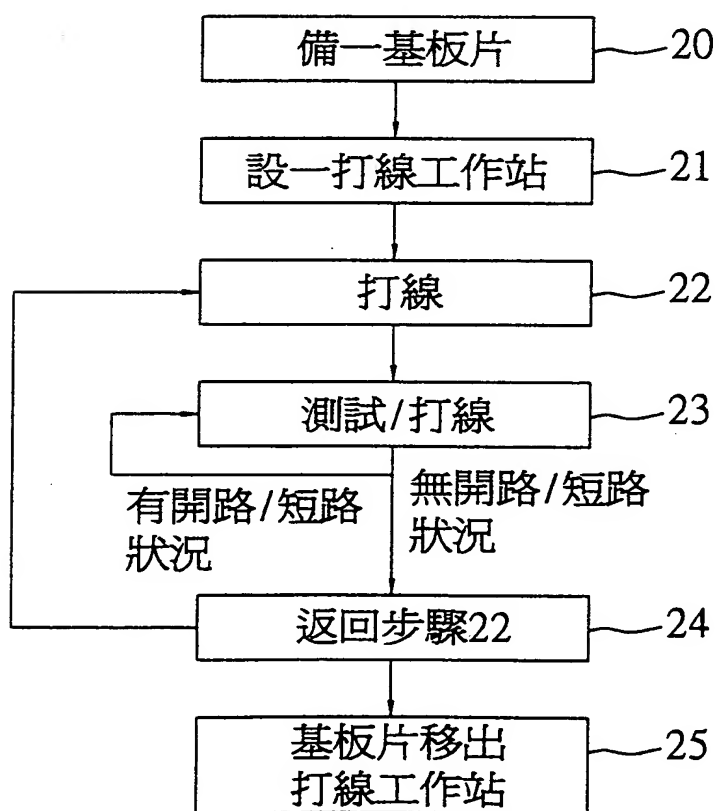 備一基板片
20
設一打線工作站
21
打線
22
測試/打線
23
有開路/短路
狀況
無開路/短路
狀況
返回步驟22
24
基板片移出
打線工作站
25